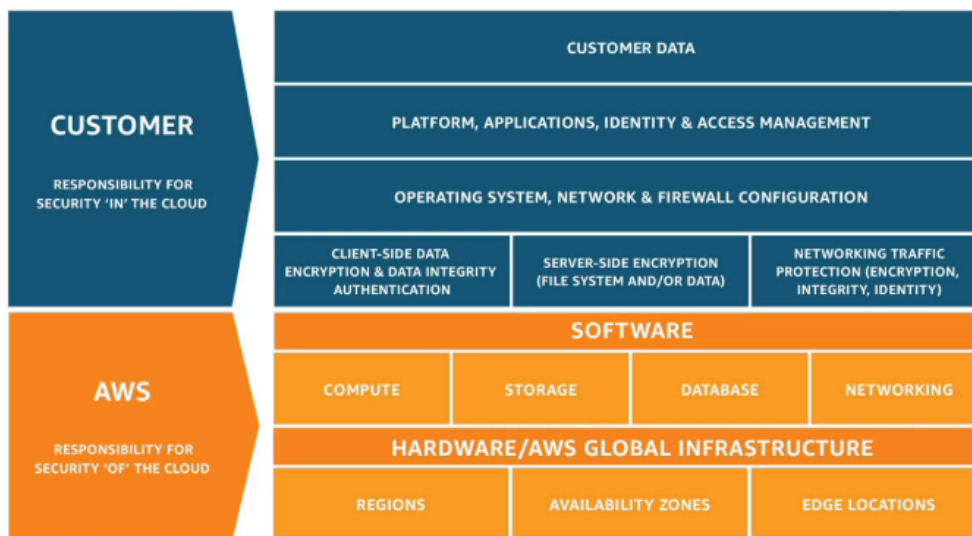 CUSTOMER
RESPONSIBILITY FOR
SECURITY ‘IN’ THE CLOUD
CUSTOMER DATA
PLATFORM, APPLICATIONS, IDENTITY & ACCESS MANAGEMENT
OPERATING SYSTEM, NETWORK & FIREWALL CONFIGURATION
CLIENT-SIDE DATA
ENCRYPTION & DATA INTEGRITY
AUTHENTICATION
SERVER-SIDE ENCRYPTION
(FILE SYSTEM AND/OR DATA)
NETWORKING TRAFFIC
PROTECTION (ENCRYPTION,
INTEGRITY, IDENTITY)
AWS
RESPONSIBILITY FOR
SECURITY ‘OF’ THE CLOUD
SOFTWARE
COMPUTE
STORAGE
DATABASE
NETWORKING
HARDWARE/AWS GLOBAL INFRASTRUCTURE
REGIONS
AVAILABILITY ZONES
EDGE LOCATIONS